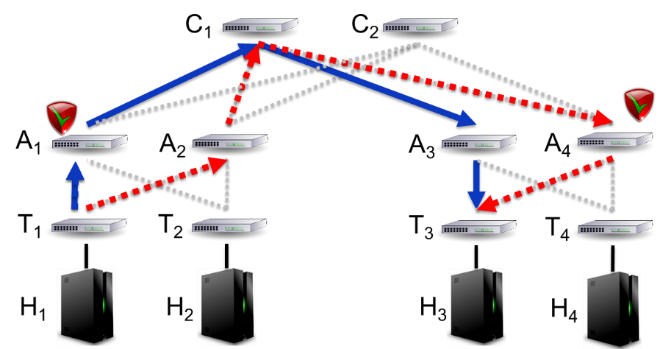 C1 C2
A1 A2 A3 A4
T1 T2 T3 T4
H1 H2 H3 H4